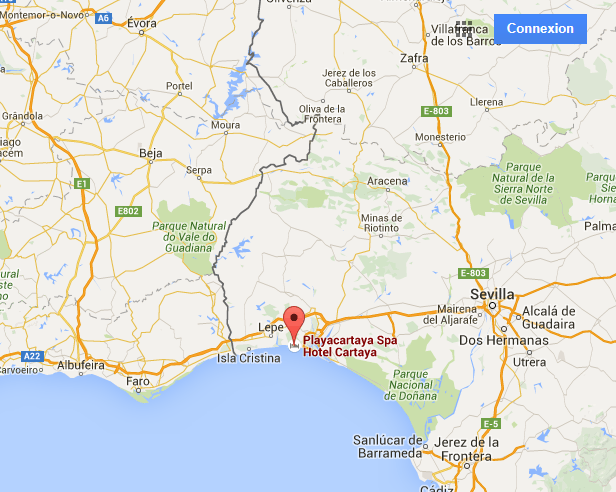 Olivenza
A6
Évora
Montemor-o-Novo
Villafranca
de los Barros
Connexion
Zafra
Portel
Jerez de los
Caballeros
Llerena
E-803
Oliva de la
Frontera
Grândola
Moura
Monesterio
Beja
Serpa
Parque
Natural de la
Sierra Norte
de Sevilla
E1
Aracena
E802
Parque Natural
do Vale do
Guadiana
Minas de
Riotinto
E-803
Sevilla
Mairena
del Aljarafe
Alcalá de
Guadaira
Lepe
Playacartaya Spa
Hotel Cartaya
Dos Hermanas
Isla Cristina
Utrera
A22
Albufeira
Faro
Parque
Nacional
de Doñana
E-5
Sanlúcar de
Barrameda
Jerez de la
Frontera
Cádiz